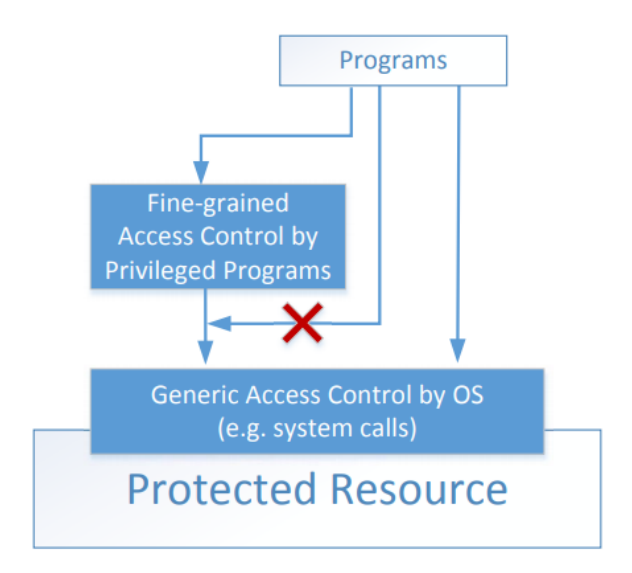 Programs
Fine-grained
Access Control by
Privileged Programs
Generic Access Control by OS
(e.g. system calls)
Protected Resource